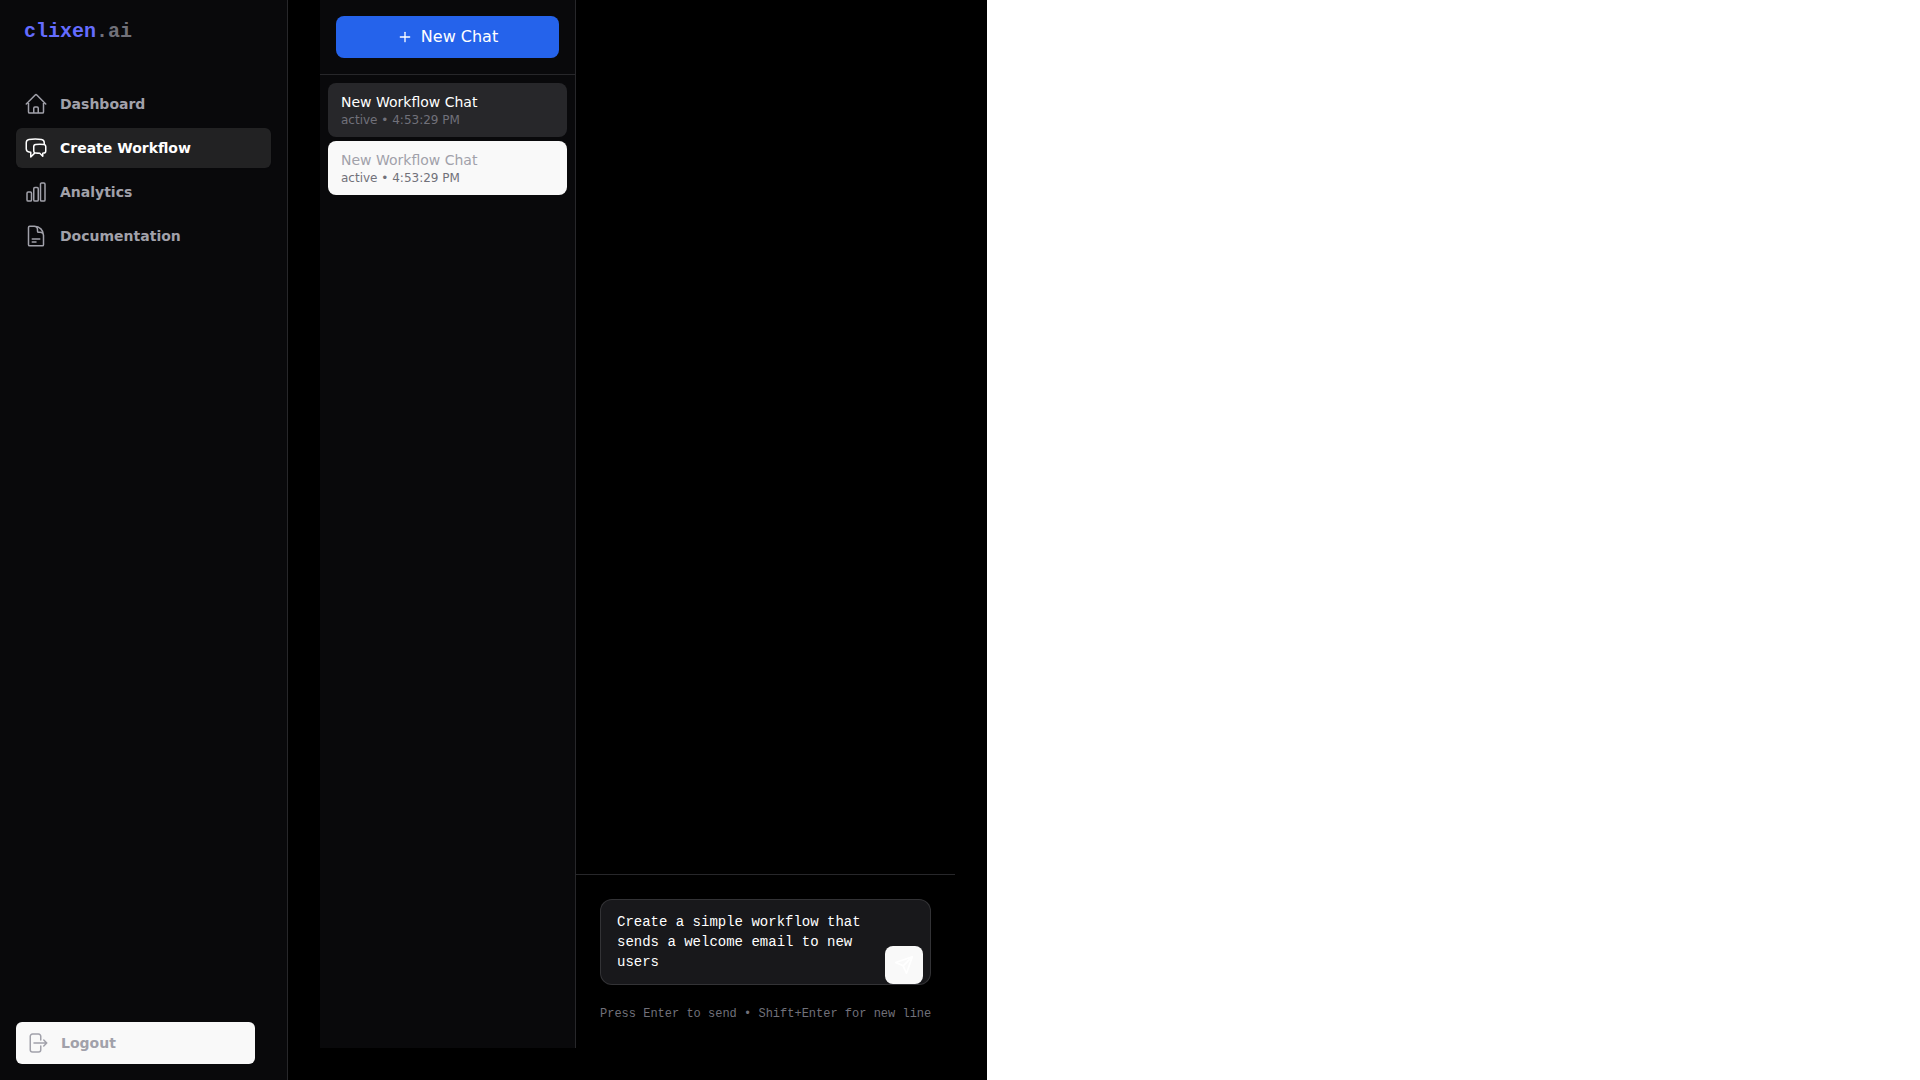 clixen.ai
Dashboard
Create Workflow
Analytics
Documentation
Logout
New Chat
New Workflow Chat
active • 4:53:29 PM
New Workflow Chat
active • 4:53:29 PM
Create a simple workflow that
sends a welcome email to new
users
Press Enter to send • Shift+Enter for new line